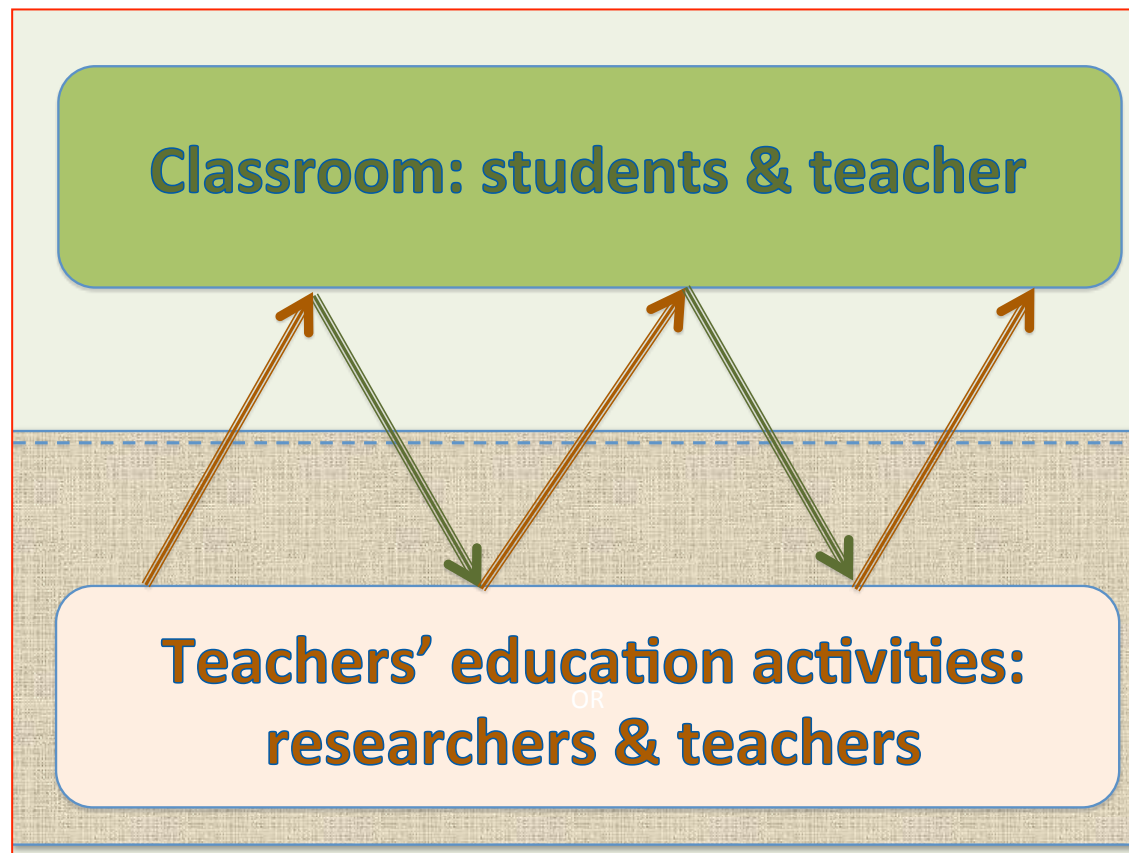 Classroom: students & teacher
Teachers’ education activities:
OR
researchers & teachers